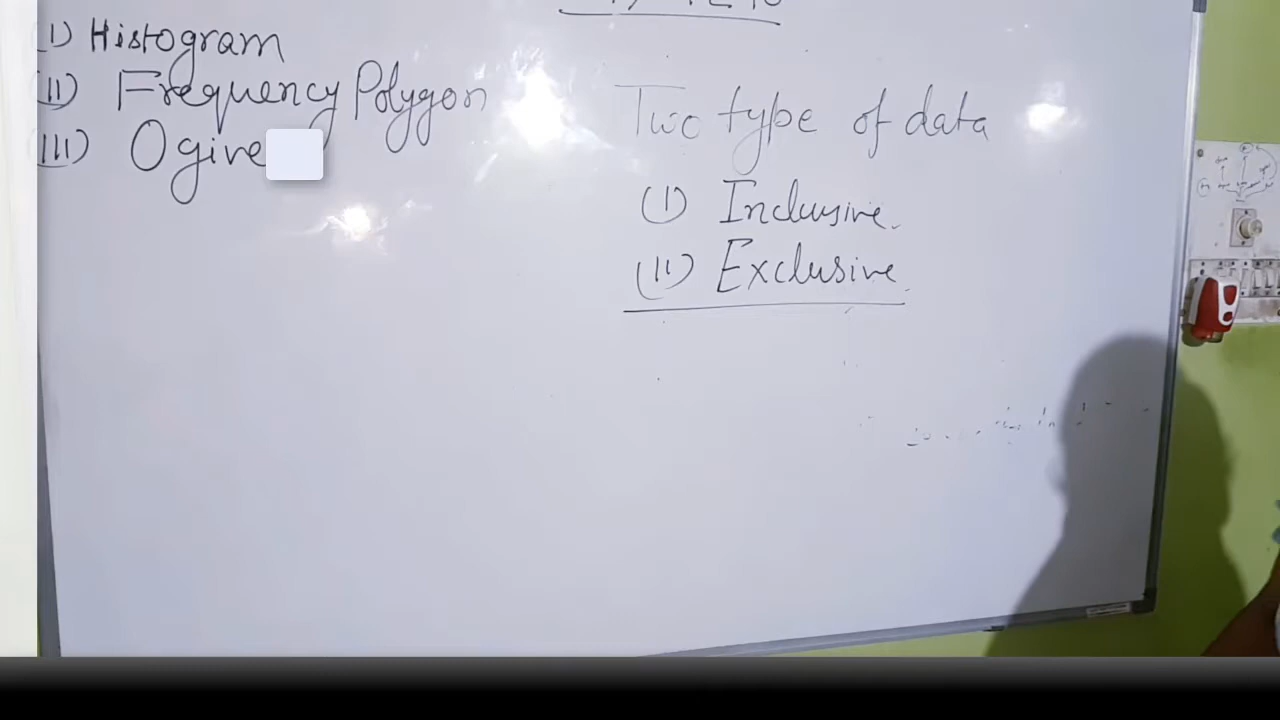 (I) Histogram
(II) Frequency Polygon
(III) Ogive
Two type of data
(I) Inclusive.
(II) Exclusive.